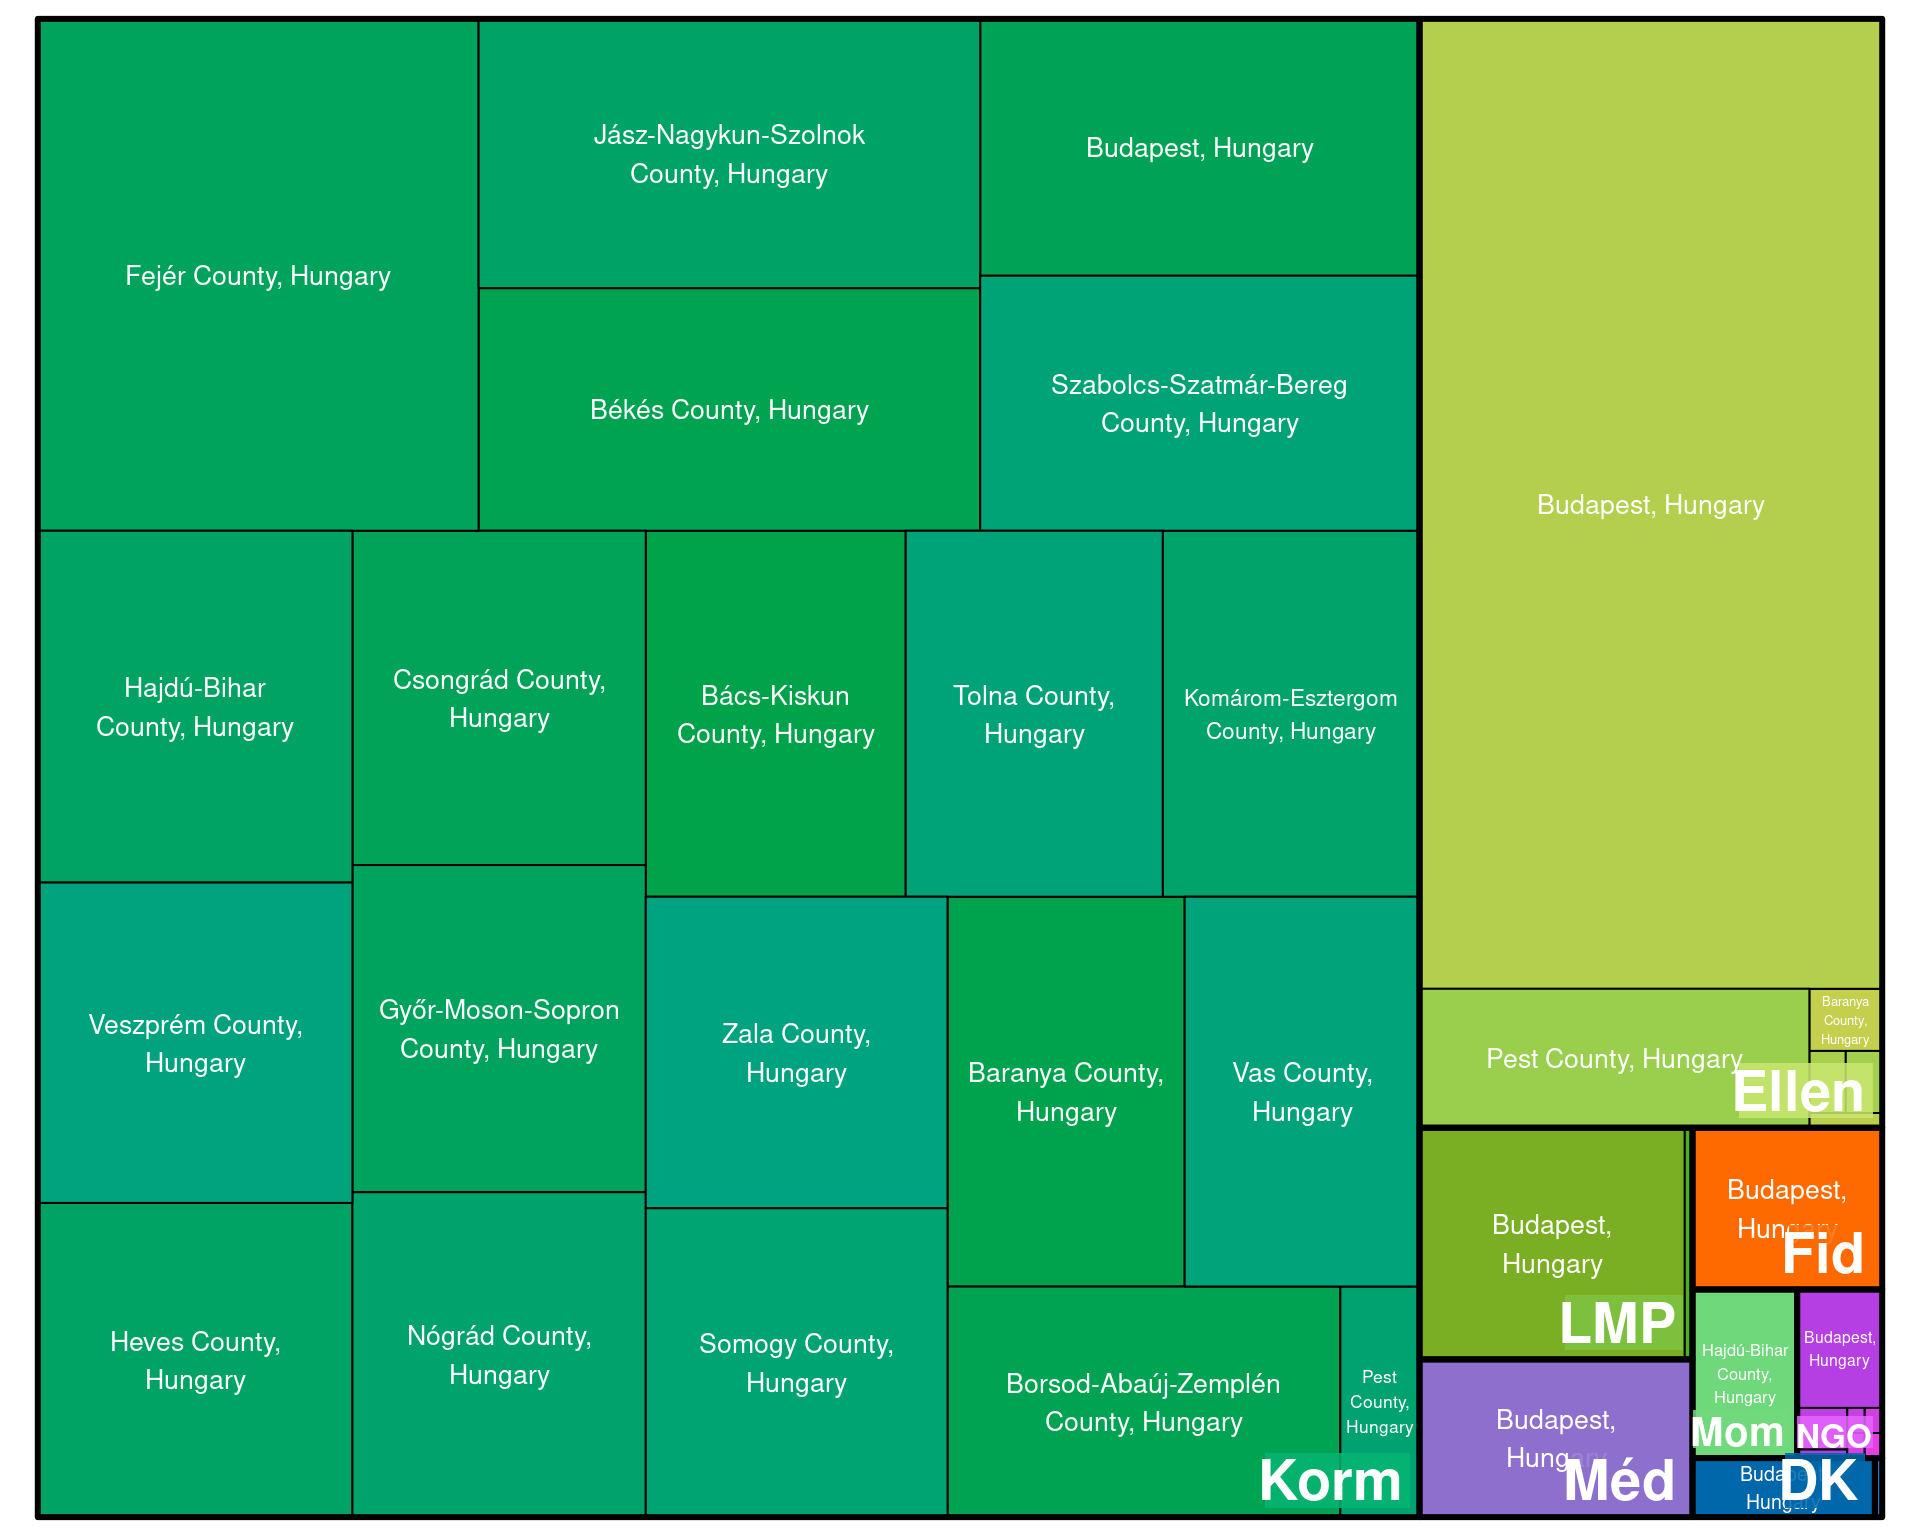 Fejér County, Hungary
Jász-Nagykun-Szolnok
County, Hungary
Budapest, Hungary
Békés County, Hungary
Szabolcs-Szatmár-Bereg
County, Hungary
Hajdú-Bihar
County, Hungary
Csongrád County,
Hungary
Bács-Kiskun
County, Hungary
Tolna County,
Hungary
Komárom-Esztergom
County, Hungary
Veszprém County,
Hungary
Győr-Moson-Sopron
County, Hungary
Zala County,
Hungary
Baranya County,
Hungary
Vas County,
Hungary
Heves County,
Hungary
Nógrád County,
Hungary
Somogy County,
Hungary
Borsod-Abaúj-Zemplén
County, Hungary
Pest
County,
Hungary
Korm
Budapest, Hungary
Pest County, Hungary
Baranya
County,
Hungary
Ellen
Budapest,
Hungary
LMP
Budapest,
Hungary
Fid
Budapest,
Hungary
Méd
Hajdú-Bihar
County,
Hungary
Mom
Budapest,
Hungary
NGO
Budapest,
Hungary
DK